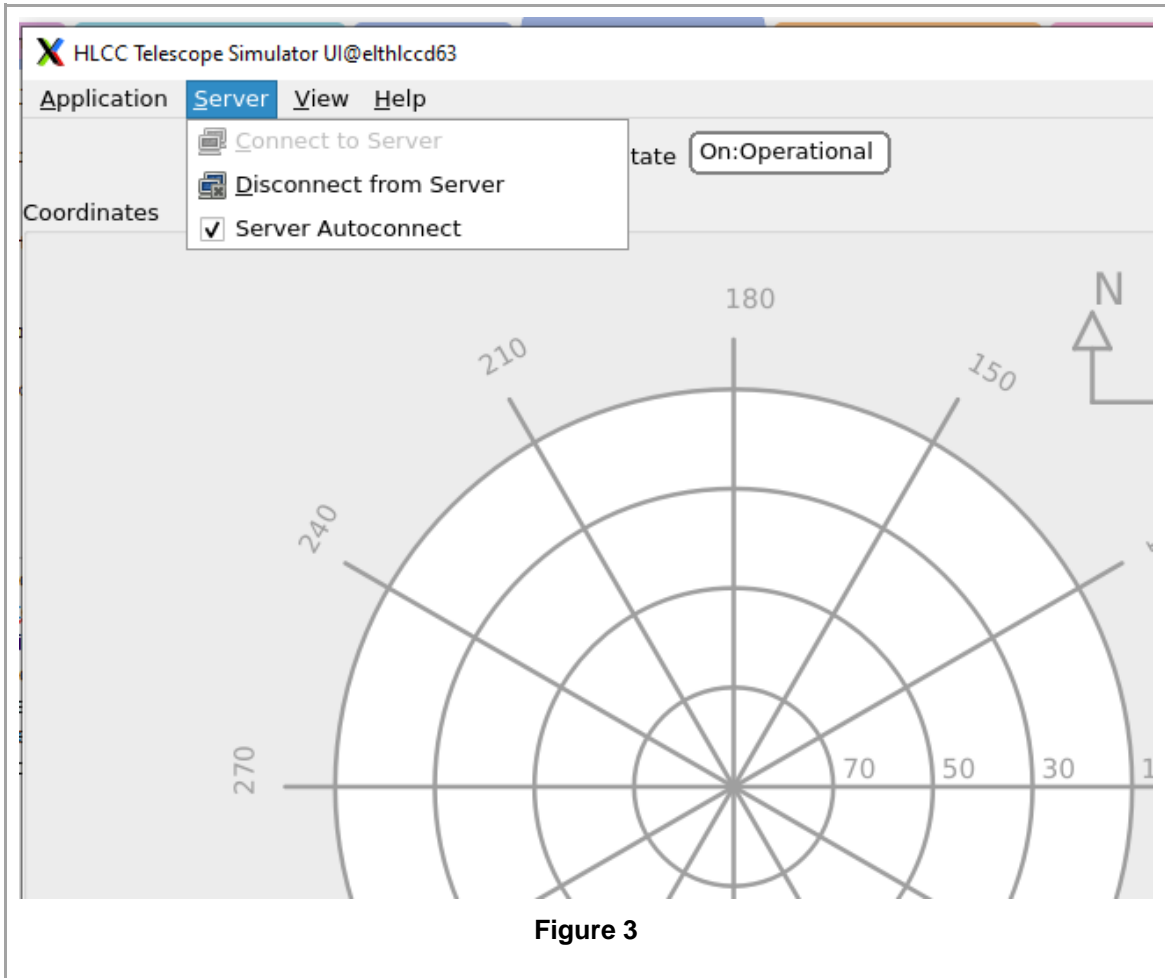 HLCC Telescope Simulator UI@elthlccd63
Application Server View Help
Connect to Server
tate On:Operational
Disconnect from Server
Coordinates
Server Autoconnect
180
N
210
150
240
270
70 50 30
Figure 3